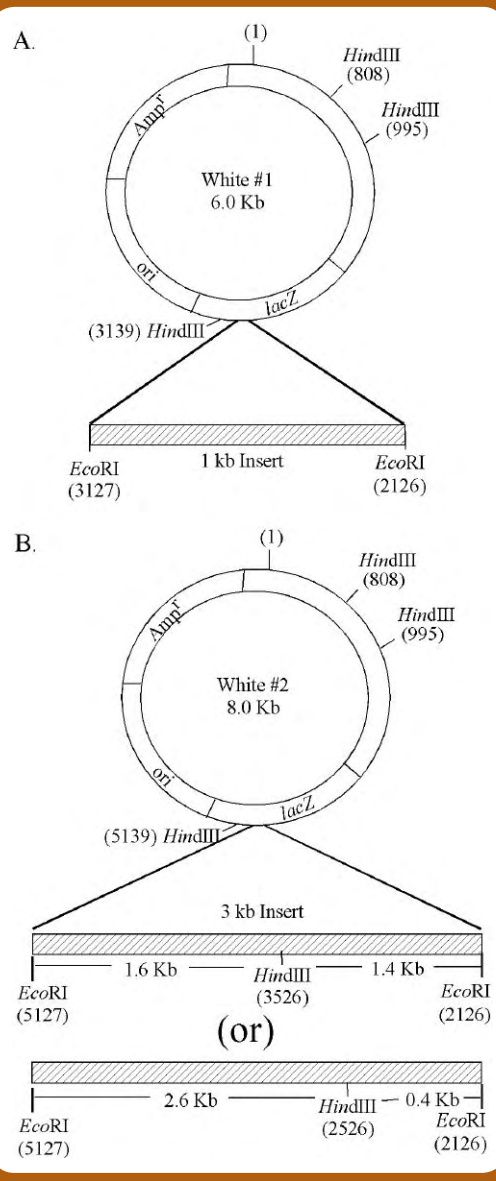 A.
(1)
HindIII
(808)
HindIII
(995)
Ampr
White #1
6.0 Kb
ori
lacZ
(3139) HindIII
1 kb Insert
EcoRI
(3127)
EcoRI
(2126)
B.
(1)
HindIII
(808)
HindIII
(995)
Ampr
White #2
8.0 Kb
ori
lacZ
(5139) HindIII
3 kb Insert
1.6 Kb
HindIII
(3526)
1.4 Kb
EcoRI
(5127)
EcoRI
(2126)
(or)
2.6 Kb
HindIII
(2526)
0.4 Kb
EcoRI
(5127)
EcoRI
(2126)